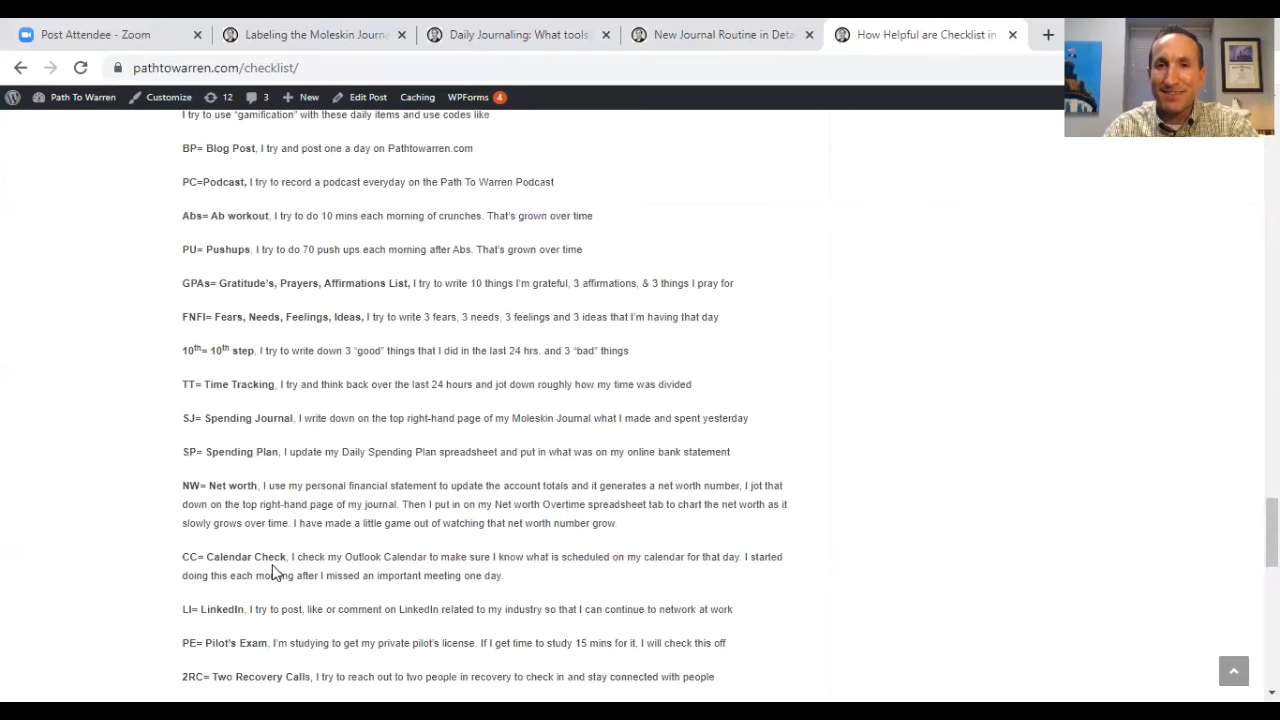 Post Attendee - Zoom
Labeling the Moleskin Journ
Daily Journaling: What tools
New Journal Routine in Deta
How Helpful are Checklist in
pathtowarren.com/checklist/
Path To Warren Customize 12 3 New Edit Post Caching WPForms 4
I try to use “gamification” with these daily items and use codes like
BP= Blog Post, I try and post one a day on Pathtowarren.com
PC=Podcast, I try to record a podcast everyday on the Path To Warren Podcast
Abs= Ab workout, I try to do 10 mins each morning of crunches. That’s grown over time
PU= Pushups, I try to do 70 push ups each morning after Abs. That’s grown over time
GPAs= Gratitude’s, Prayers, Affirmations List, I try to write 10 things I’m grateful, 3 affirmations, & 3 things I pray for
FNFI= Fears, Needs, Feelings, Ideas, I try to write 3 fears, 3 needs, 3 feelings and 3 ideas that I’m having that day
10th= 10th step, I try to write down 3 “good” things that I did in the last 24 hrs. and 3 “bad” things
TT= Time Tracking, I try and think back over the last 24 hours and jot down roughly how my time was divided
SJ= Spending Journal, I write down on the top right-hand page of my Moleskin Journal what I made and spent yesterday
SP= Spending Plan, I update my Daily Spending Plan spreadsheet and put in what was on my online bank statement
NW= Net worth, I use my personal financial statement to update the account totals and it generates a net worth number, I jot that
down on the top right-hand page of my journal. Then I put in on my Net worth Overtime spreadsheet tab to chart the net worth as it
slowly grows over time. I have made a little game out of watching that net worth number grow.
CC= Calendar Check, I check my Outlook Calendar to make sure I know what is scheduled on my calendar for that day. I started
doing this each morning after I missed an important meeting one day.
LI= LinkedIn, I try to post, like or comment on LinkedIn related to my industry so that I can continue to network at work
PE= Pilot’s Exam, I’m studying to get my private pilot’s license. If I get time to study 15 mins for it, I will check this off
2RC= Two Recovery Calls, I try to reach out to two people in recovery to check in and stay connected with people